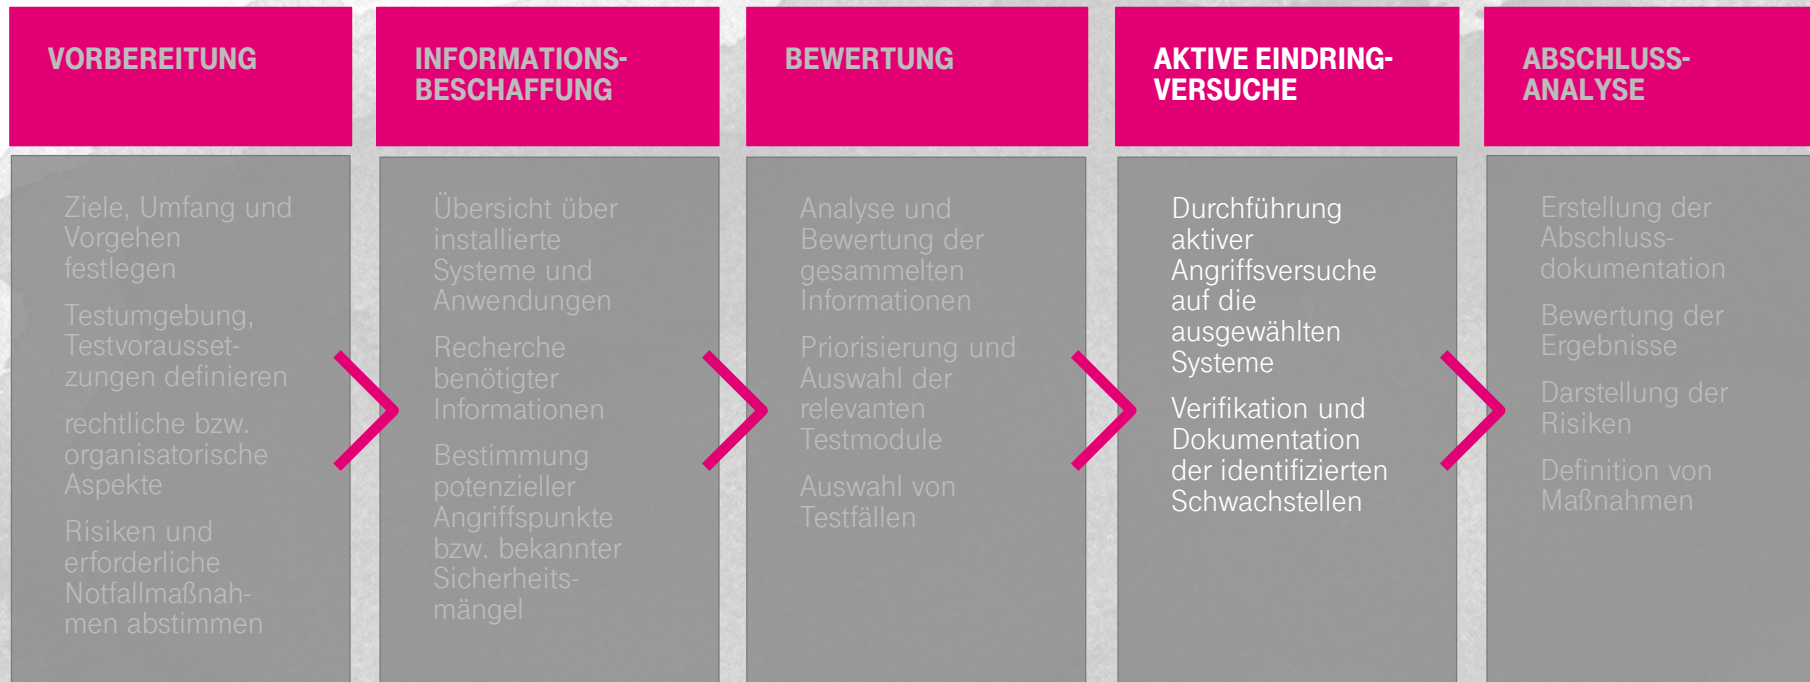 VORBEREITUNG
Ziele, Umfang und
Vorgehen
festlegen
Testumgebung,
Testvorausset-
zungen definieren
rechtliche bzw.
organisatorische
Aspekte
Risiken und
erforderliche
Notfallmaßnah-
men abstimmen
INFORMATIONS-
BESCHAFFUNG
Übersicht über
installierte
Systeme und
Anwendungen
Recherche
benötigter
Informationen
Bestimmung
potenzieller
Angriffspunkte
bzw. bekannter
Sicherheits-
mängel
BEWERTUNG
Analyse und
Bewertung der
gesammelten
Informationen
Priorisierung und
Auswahl der
relevanten
Testmodule
Auswahl von
Testfällen
AKTIVE EINDRING-
VERSUCHE
Durchführung
aktiver
Angriffsversuche
auf die
ausgewählten
Systeme
Verifikation und
Dokumentation
der identifizierten
Schwachstellen
ABSCHLUSS-
ANALYSE
Erstellung der
Abschluss-
dokumentation
Bewertung der
Ergebnisse
Darstellung der
Risiken
Definition von
Maßnahmen